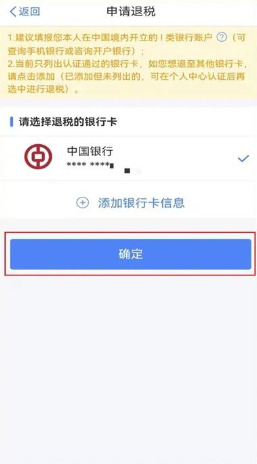 返回 申请退税
1.建议填报您本人在中国境内开立的Ⅰ类银行账户（可
查询手机银行或咨询开户银行）；
2.当前只列出认证通过的银行卡，如您想退至其他银行卡，
请点击添加（已添加但未列出的，可在个人中心认证后再
选中进行退税）。
请选择退税的银行卡
中国银行
**** ****
添加银行卡信息
确定